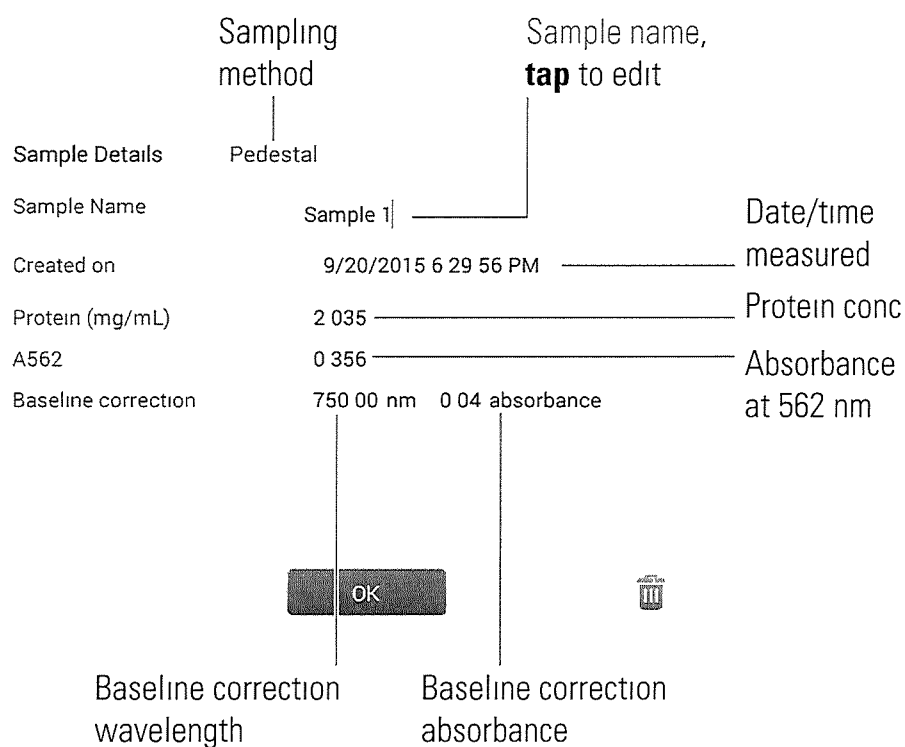 Sampling
method
Sample name,
tap to edit
Sample Details Pedestal
Sample Name Sample 1
Created on 9/20/2015 6 29 56 PM
Date/time
measured
Protein (mg/mL) 2 035
Protein conc
A562 0 356
Absorbance
at 562 nm
Baseline correction 750 00 nm 0 04 absorbance
OK
Baseline correction
wavelength
Baseline correction
absorbance